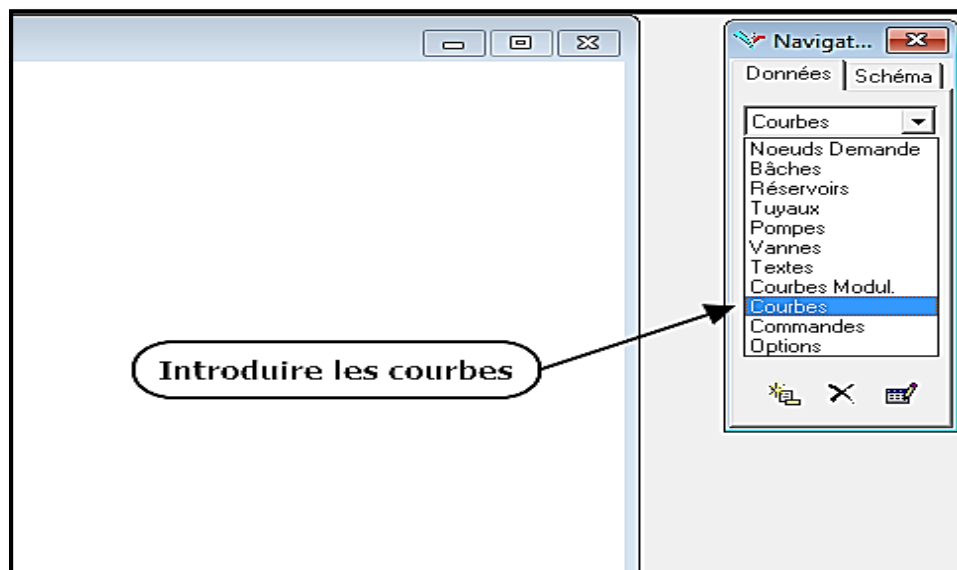 Navigat...
Données Schéma
Courbes
Noeuds Demande
Bâches
Réservoirs
Tuyaux
Pompes
Vannes
Textes
Courbes Modul.
Courbes
Commandes
Options
Introduire les courbes